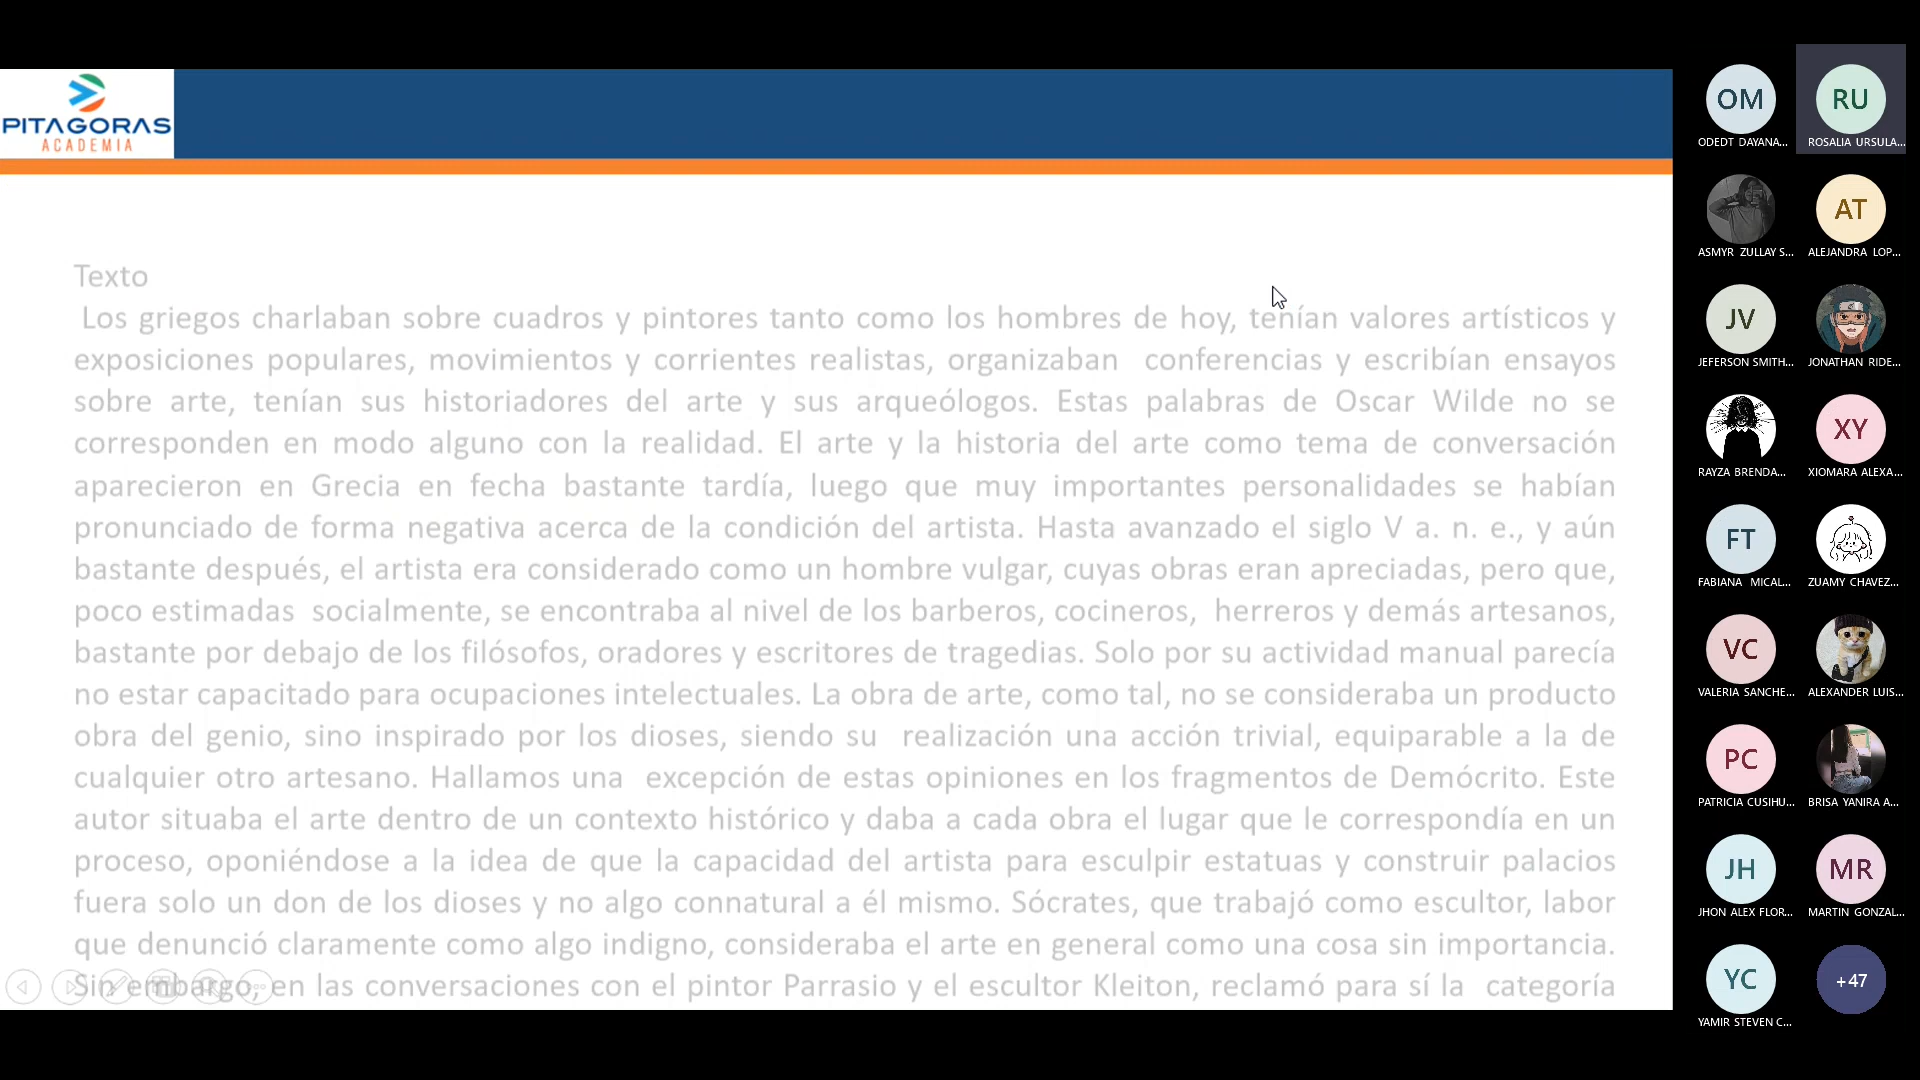 PITAGORAS
ACADEMIA
Texto
Los griegos charlaban sobre cuadros y pintores tanto como los hombres de hoy, tenían valores artísticos y
exposiciones populares, movimientos y corrientes realistas, organizaban conferencias y escribían ensayos
sobre arte, tenían sus historiadores del arte y sus arqueólogos. Estas palabras de Oscar Wilde no se
corresponden en modo alguno con la realidad. El arte y la historia del arte como tema de conversación
aparecieron en Grecia en fecha bastante tardía, luego que muy importantes personalidades se habían
pronunciado de forma negativa acerca de la condición del artista. Hasta avanzado el siglo V a. n. e., y aún
bastante después, el artista era considerado como un hombre vulgar, cuyas obras eran apreciadas, pero que,
poco estimadas socialmente, se encontraba al nivel de los barberos, cocineros, herreros y demás artesanos,
bastante por debajo de los filósofos, oradores y escritores de tragedias. Solo por su actividad manual parecía
no estar capacitado para ocupaciones intelectuales. La obra de arte, como tal, no se consideraba un producto
obra del genio, sino inspirado por los dioses, siendo su realización una acción trivial, equiparable a la de
cualquier otro artesano. Hallamos una excepción de estas opiniones en los fragmentos de Demócrito. Este
autor situaba el arte dentro de un contexto histórico y daba a cada obra el lugar que le correspondía en un
proceso, oponiéndose a la idea de que la capacidad del artista para esculpir estatuas y construir palacios
fuera solo un don de los dioses y no algo connatural a él mismo. Sócrates, que trabajó como escultor, labor
que denunció claramente como algo indigno, consideraba el arte en general como una cosa sin importancia.
Sin embargo, en las conversaciones con el pintor Parrasio y el escultor Kleiton, reclamó para sí la categoría
OM
RU
ODEDT DAYANA...
ROSALIA URSULA...
AT
ASMYR ZULLAY S...
ALEJANDRA LOP...
JV
JEFERSON SMITH...
JONATHAN RIDE...
XY
RAYZA BRENDA...
XIOMARA ALEXA...
FT
FABIANA MICAL...
ZUAMY CHAVEZ...
VC
VALERIA SANCHE...
ALEXANDER LUIS...
PC
PATRICIA CUSIHU...
BRISA YANIRA A...
JH
MR
JHON ALEX FLOR...
MARTIN GONZAL...
YC
+47
YAMIR STEVEN C...